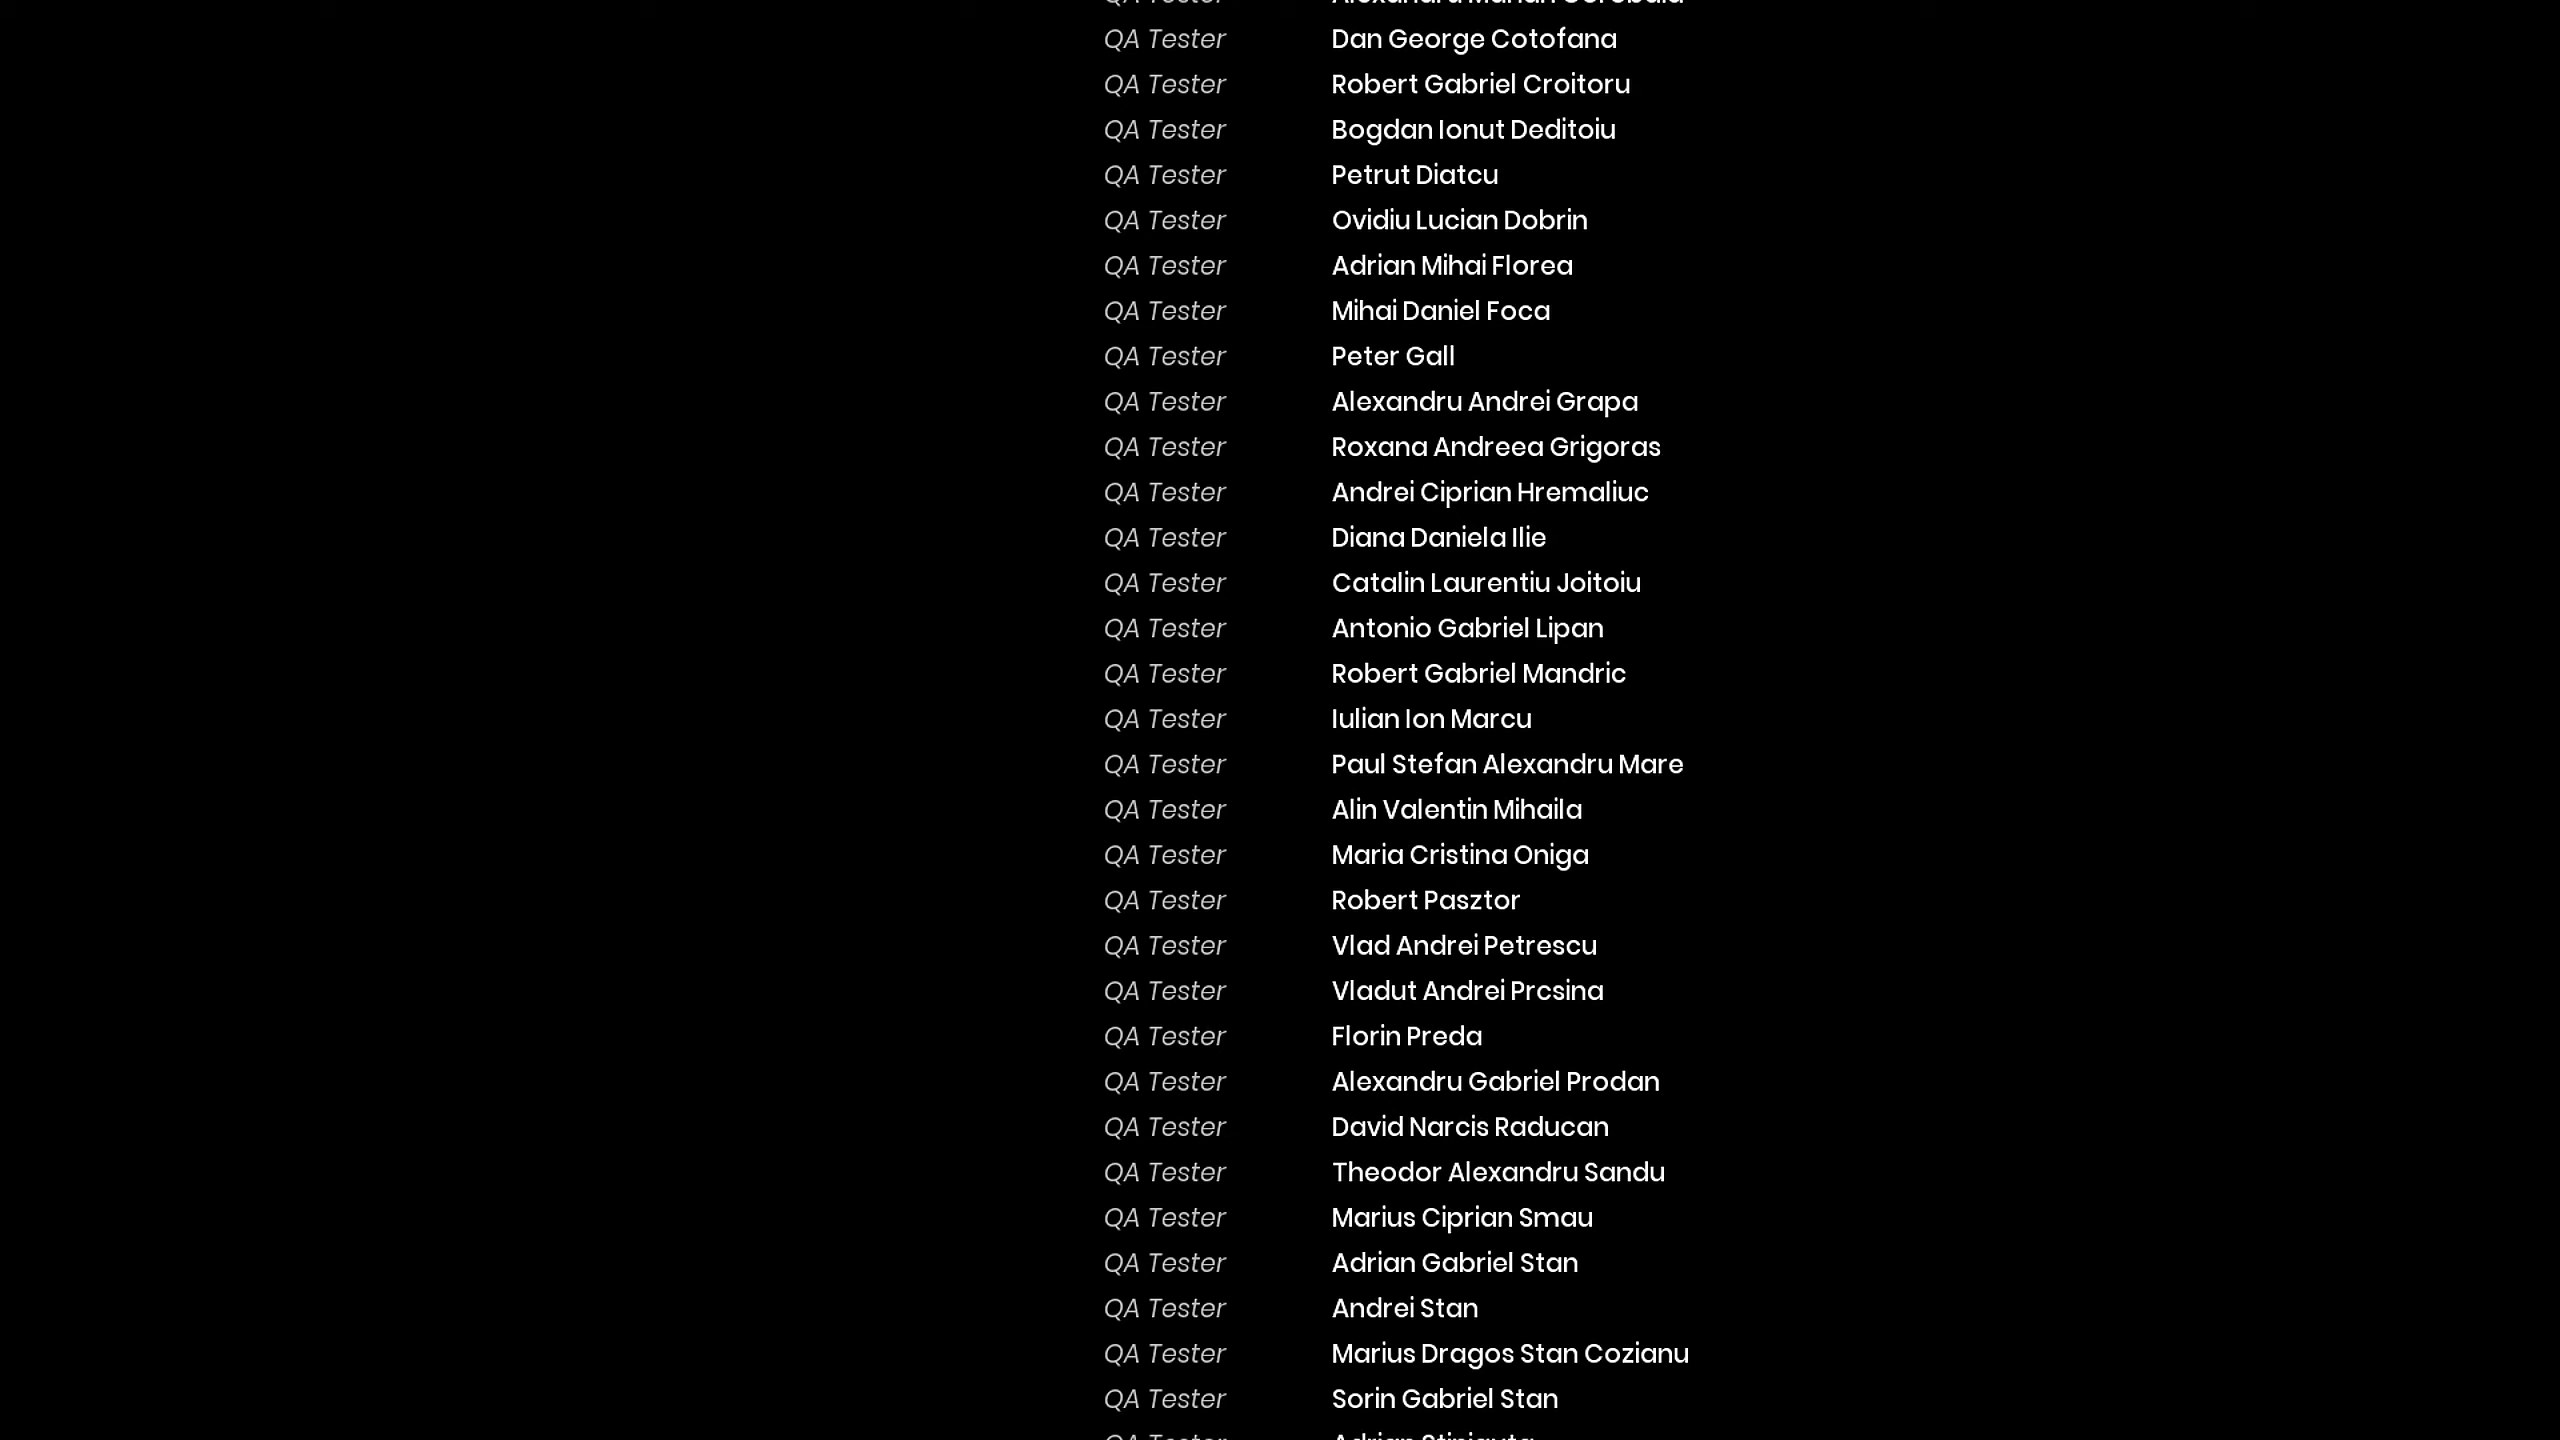 QA Tester Dan George Cotofana
QA Tester Robert Gabriel Croitoru
QA Tester Bogdan Ionut Deditoiu
QA Tester Petrut Diatcu
QA Tester Ovidiu Lucian Dobrin
QA Tester Adrian Mihai Florea
QA Tester Mihai Daniel Foca
QA Tester Peter Gall
QA Tester Alexandru Andrei Grapa
QA Tester Roxana Andreea Grigoras
QA Tester Andrei Ciprian Hremaliuc
QA Tester Diana Daniela Ilie
QA Tester Catalin Laurentiu Joitoiu
QA Tester Antonio Gabriel Lipan
QA Tester Robert Gabriel Mandric
QA Tester Iulian Ion Marcu
QA Tester Paul Stefan Alexandru Mare
QA Tester Alin Valentin Mihaila
QA Tester Maria Cristina Oniga
QA Tester Robert Pasztor
QA Tester Vlad Andrei Petrescu
QA Tester Vladut Andrei Prcsina
QA Tester Florin Preda
QA Tester Alexandru Gabriel Prodan
QA Tester David Narcis Raducan
QA Tester Theodor Alexandru Sandu
QA Tester Marius Ciprian Smau
QA Tester Adrian Gabriel Stan
QA Tester Andrei Stan
QA Tester Marius Dragos Stan Cozianu
QA Tester Sorin Gabriel Stan
QA Tester Adrian